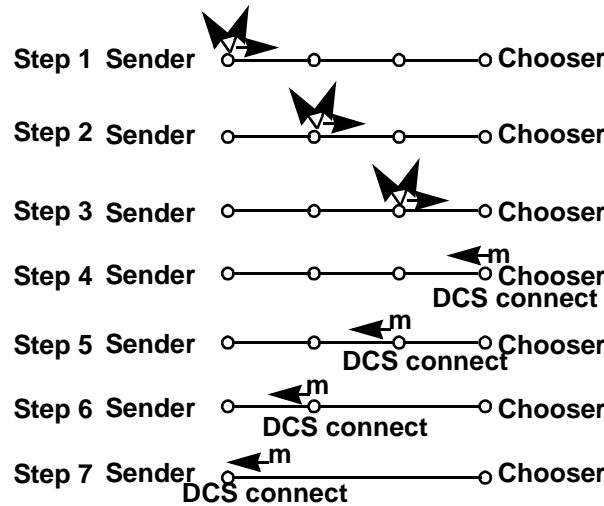 Step 1 Sender Chooser
Step 2 Sender Chooser
Step 3 Sender Chooser
m
Step 4 Sender Chooser
DCS connect
m
Step 5 Sender Chooser
DCS connect
m
Step 6 Sender Chooser
DCS connect
m
Step 7 Sender Chooser
DCS connect